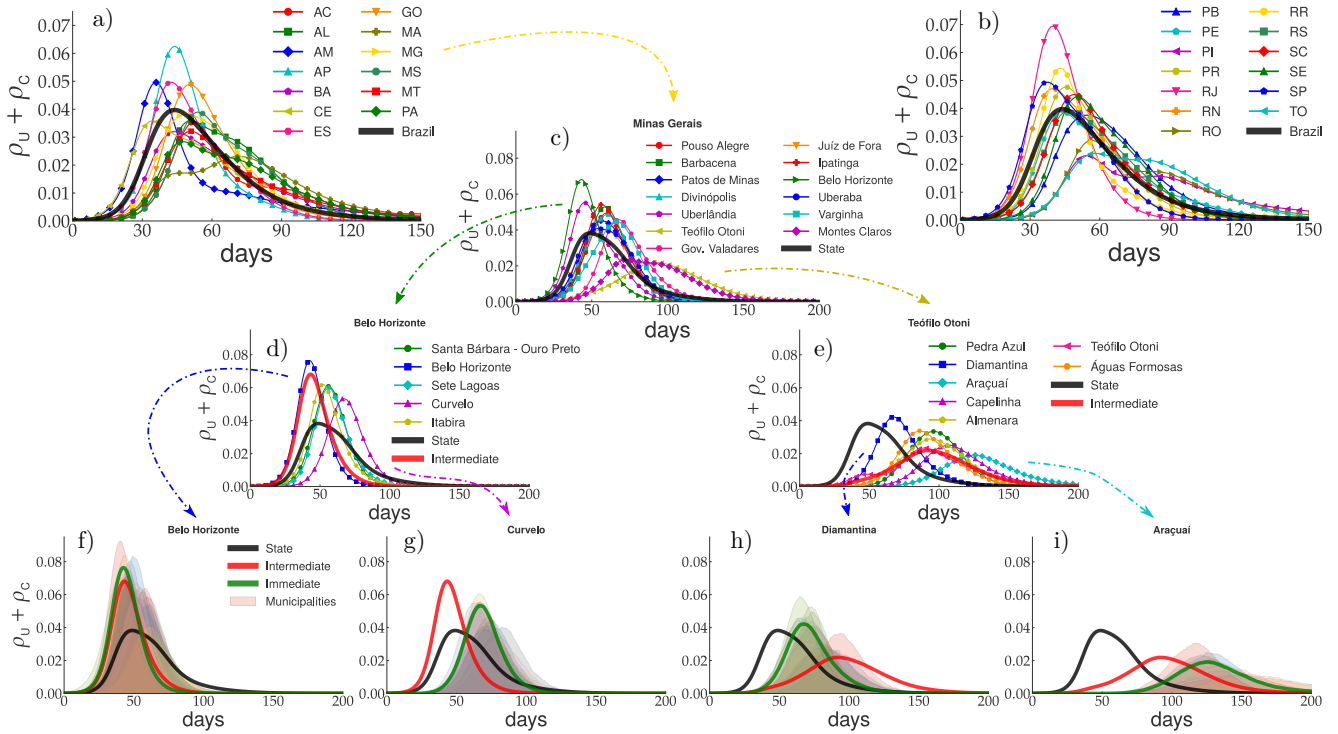 a)
0.07
0.06
0.05
0.04
0.03
0.02
0.01
0.00
ρU + ρC
0 30 60 90 120 150
days
AC
AL
AM
AP
BA
CE
ES
GO
MA
MG
MS
MT
PA
Brazil
b)
0.07
0.06
0.05
0.04
0.03
0.02
0.01
0.00
ρU + ρC
0 30 60 90 120 150
days
PB
PE
PI
PR
RJ
RN
RO
RR
RS
SC
SE
SP
TO
Brazil
Minas Gerais
c)
0.08
0.06
0.04
0.02
0.00
ρU + ρC
0 50 100 150 200
days
Pouso Alegre
Barbacena
Patos de Minas
Divinópolis
Uberlândia
Teófilo Otoni
Gov. Valadares
Juíz de Fora
Ipatinga
Belo Horizonte
Uberaba
Varginha
Montes Claros
State
Belo Horizonte
d)
0.08
0.06
0.04
0.02
0.00
ρU + ρC
0 50 100 150 200
days
Santa Bárbara - Ouro Preto
Belo Horizonte
Sete Lagoas
Curvelo
Itabira
State
Intermediate
Teófilo Otoni
e)
0.08
0.06
0.04
0.02
0.00
ρU + ρC
0 50 100 150 200
days
Pedra Azul
Diamantina
Araçuaí
Capelinha
Almenara
Teófilo Otoni
Águas Formosas
State
Intermediate
Belo Horizonte
f)
0.08
0.06
0.04
0.02
0.00
ρU + ρC
0 50 100 150 200
days
State
Intermediate
Immediate
Municipalities
Curvelo
g)
0.08
0.06
0.04
0.02
0.00
0 50 100 150 200
days
Diamantina
h)
0.08
0.06
0.04
0.02
0.00
ρU + ρC
0 50 100 150 200
days
Araçuaí
i)
0.08
0.06
0.04
0.02
0.00
0 50 100 150 200
days